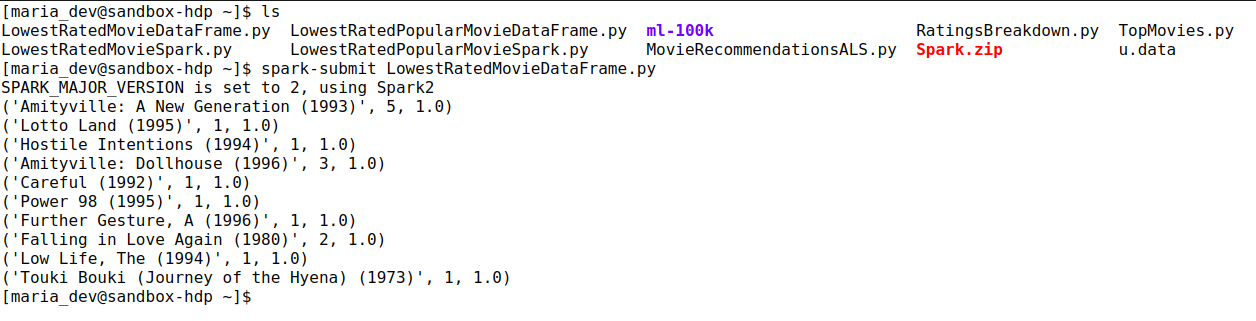 [maria_dev@sandbox-hdp ~]$ ls
LowestRatedMovieDataFrame.py  LowestRatedPopularMovieDataFrame.py  ml-100k                     RatingsBreakdown.py  TopMovies.py
LowestRatedMovieSpark.py      LowestRatedPopularMovieSpark.py      MovieRecommendationsALS.py  Spark.zip            u.data
[maria_dev@sandbox-hdp ~]$ spark-submit LowestRatedMovieDataFrame.py
SPARK_MAJOR_VERSION is set to 2, using Spark2
('Amityville: A New Generation (1993)', 5, 1.0)
('Lotto Land (1995)', 1, 1.0)
('Hostile Intentions (1994)', 1, 1.0)
('Amityville: Dollhouse (1996)', 3, 1.0)
('Careful (1992)', 1, 1.0)
('Power 98 (1995)', 1, 1.0)
('Further Gesture, A (1996)', 1, 1.0)
('Falling in Love Again (1980)', 2, 1.0)
('Low Life, The (1994)', 1, 1.0)
('Touki Bouki (Journey of the Hyena) (1973)', 1, 1.0)
[maria_dev@sandbox-hdp ~]$